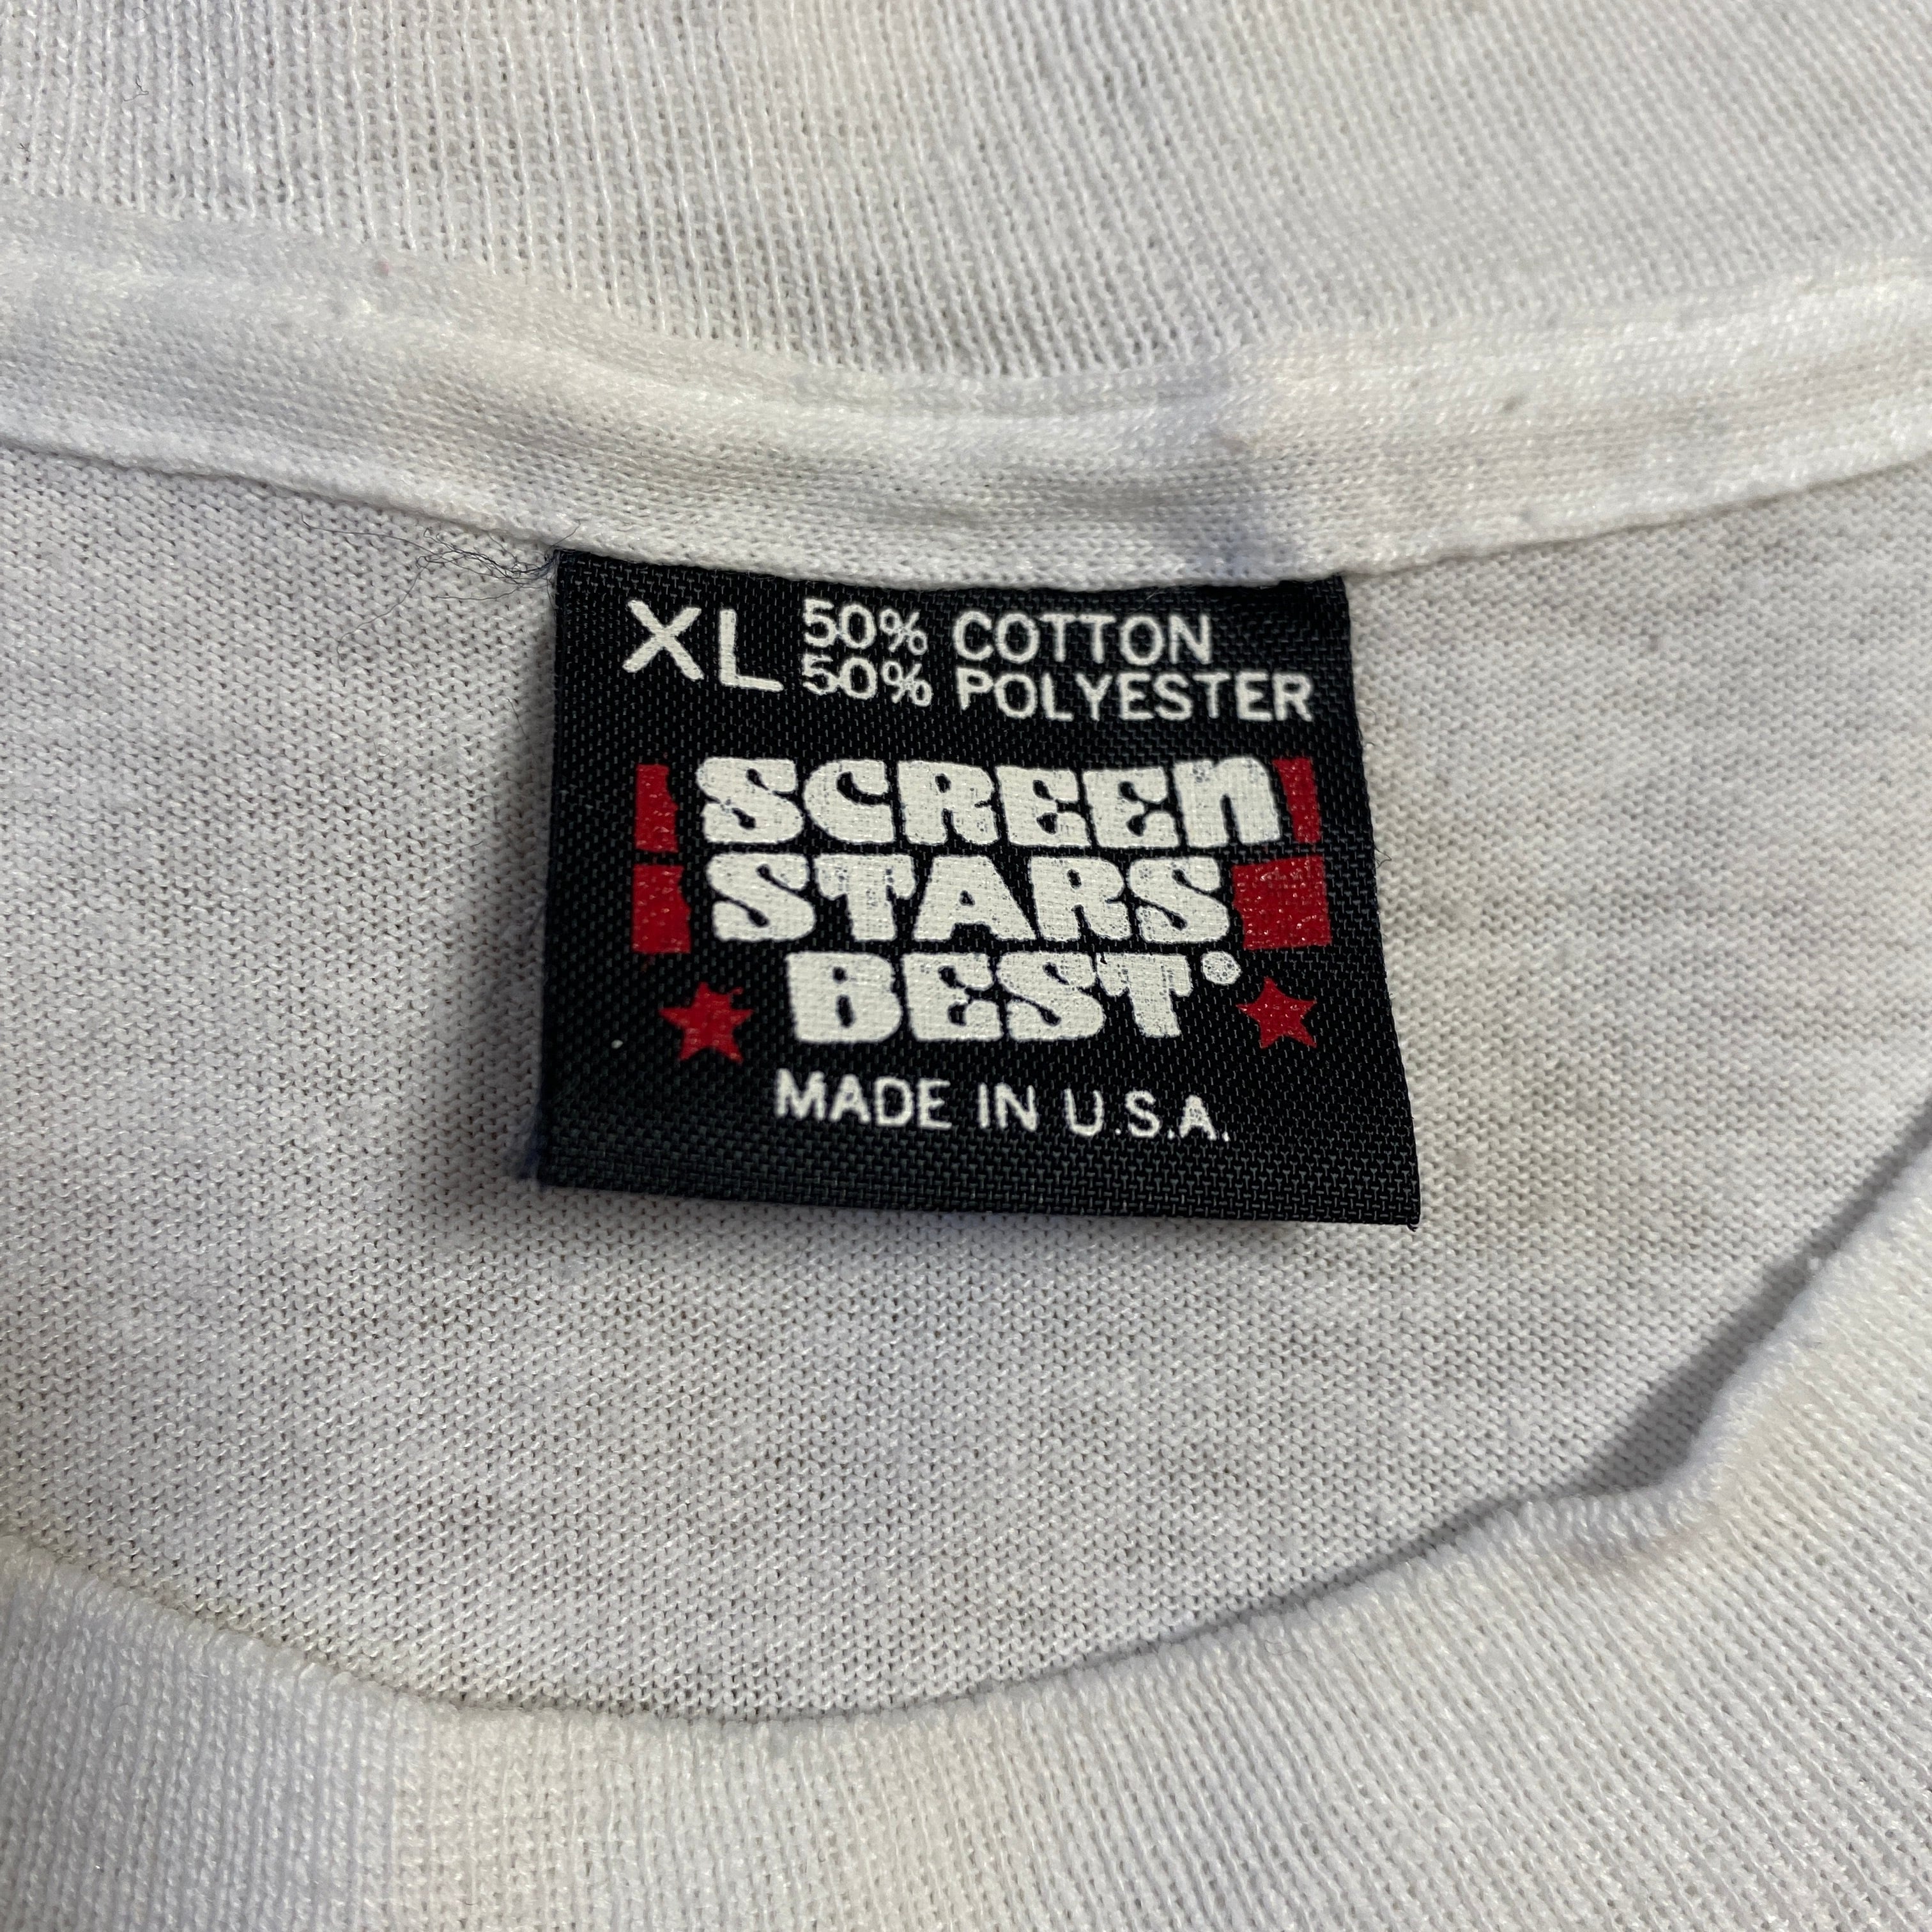 XL 50% COTTON
50% POLYESTER
SCREEN
STARS
BEST®
MADE IN U.S.A.